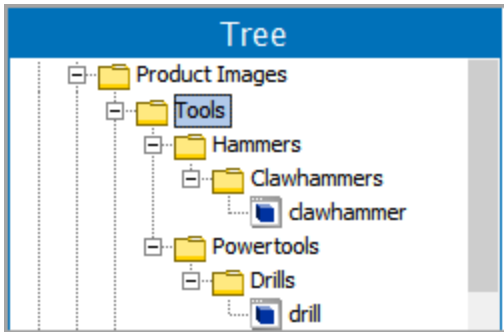 Tree
Product Images
Tools
Hammers
Clawhammers
clawhammer
Powertools
Drills
drill